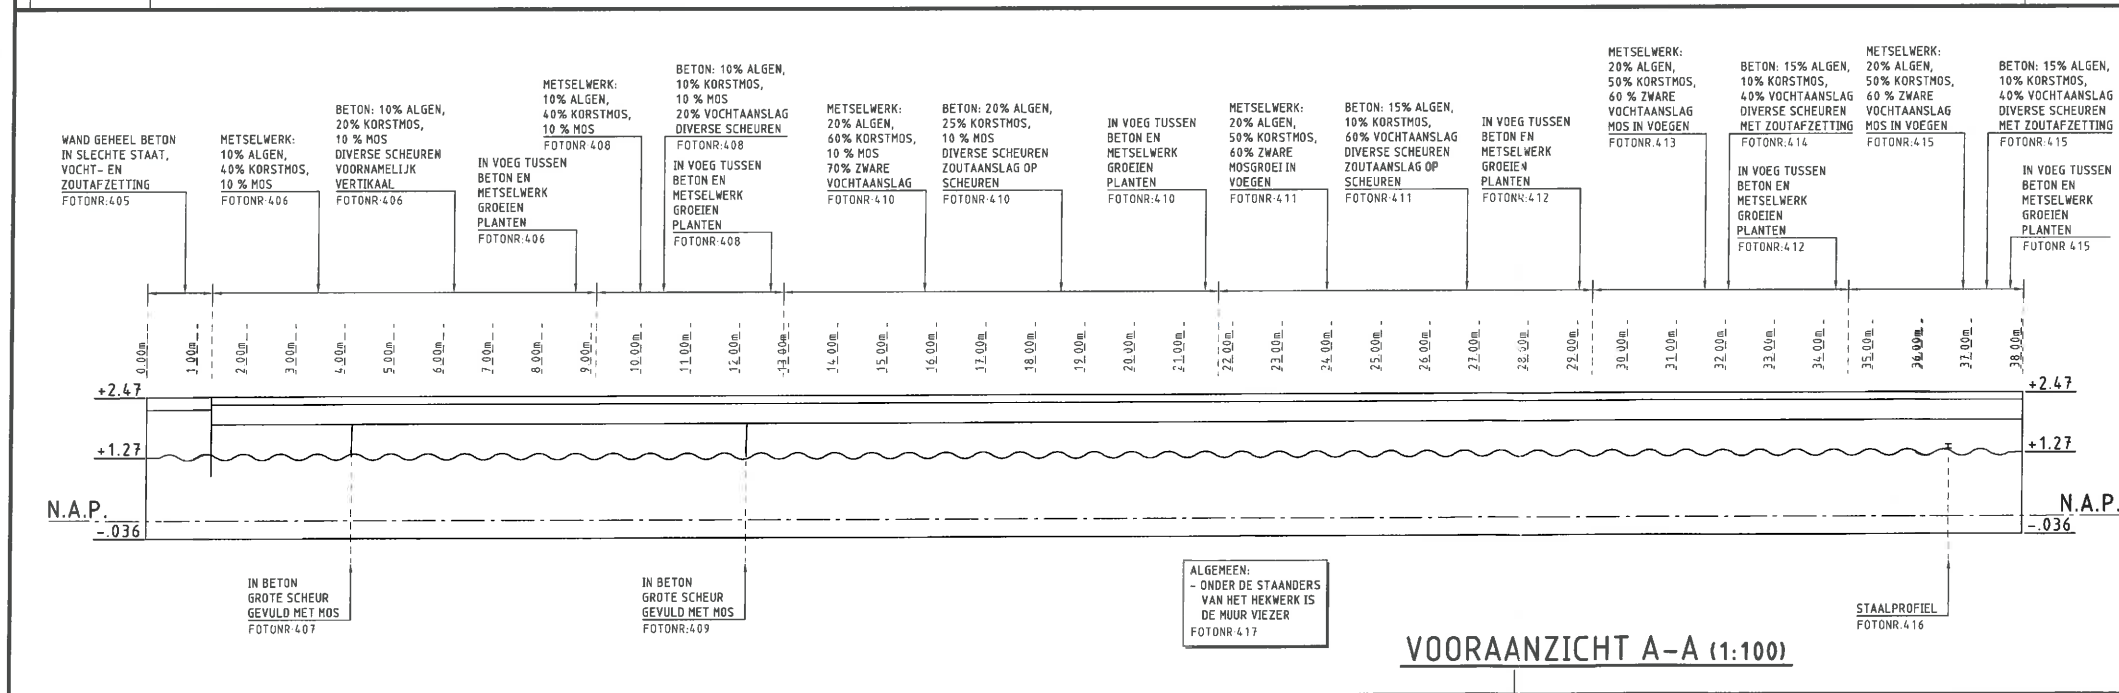 WAND GEHEEL BETON
IN SLECHTE STAAT,
VOCHT- EN
ZOUTAFZETTING
FOTONR:405
METSELWERK:
10% ALGEN,
40% KORSTMOS,
10 % MOS
FOTONR:406
BETON: 10% ALGEN,
20% KORSTMOS,
10 % MOS
DIVERSE SCHEUREN
VOORNAMELIJK
VERTIKAAL
FOTONR:406
IN VOEG TUSSEN
BETON EN
METSELWERK
GROEIEN
PLANTEN
FOTONR:406
METSELWERK:
10% ALGEN,
40% KORSTMOS,
10 % MOS
FOTONR 408
BETON: 10% ALGEN,
10% KORSTMOS,
10 % MOS
20% VOCHTAANSLAG
DIVERSE SCHEUREN
FOTONR:408
IN VOEG TUSSEN
BETON EN
METSELWERK
GROEIEN
PLANTEN
FOTONR:408
METSELWERK:
20% ALGEN,
60% KORSTMOS,
10 % MOS
70% ZWARE
VOCHTAANSLAG
FOTONR:410
BETON: 20% ALGEN,
25% KORSTMOS,
10 % MOS
DIVERSE SCHEUREN
ZOUTAANSLAG OP
SCHEUREN
FOTONR:410
IN VOEG TUSSEN
BETON EN
METSELWERK
GROEIEN
PLANTEN
FOTONR:410
METSELWERK:
20% ALGEN,
50% KORSTMOS,
60% ZWARE
MOSGROEI IN
VOEGEN
FOTONR:411
BETON: 15% ALGEN,
10% KORSTMOS,
60% VOCHTAANSLAG
DIVERSE SCHEUREN
ZOUTAANSLAG OP
SCHEUREN
FOTONR:411
IN VOEG TUSSEN
BETON EN
METSELWERK
GROEIEN
PLANTEN
FOTONR:412
METSELWERK:
20% ALGEN,
50% KORSTMOS,
60 % ZWARE
VOCHTAANSLAG
MOS IN VOEGEN
FOTONR:413
BETON: 15% ALGEN,
10% KORSTMOS,
40% VOCHTAANSLAG
DIVERSE SCHEUREN
MET ZOUTAFZETTING
FOTONR:414
IN VOEG TUSSEN
BETON EN
METSELWERK
GROEIEN
PLANTEN
FOTONR:412
METSELWERK:
20% ALGEN,
50% KORSTMOS,
60 % ZWARE
VOCHTAANSLAG
MOS IN VOEGEN
FOTONR:415
BETON: 15% ALGEN,
10% KORSTMOS,
40% VOCHTAANSLAG
DIVERSE SCHEUREN
MET ZOUTAFZETTING
FOTONR:415
IN VOEG TUSSEN
BETON EN
METSELWERK
GROEIEN
PLANTEN
FOTONR 415
0.00m
1.00m
2.00m
3.00m
4.00m
5.00m
6.00m
7.00m
8.00m
9.00m
10.00m
11.00m
12.00m
13.00m
14.00m
15.00m
16.00m
17.00m
18.00m
19.00m
20.00m
21.00m
22.00m
23.00m
24.00m
25.00m
26.00m
27.00m
28.00m
29.00m
30.00m
31.00m
32.00m
33.00m
34.00m
35.00m
36.00m
37.00m
38.00m
+2.47
+2.47
+1.27
+1.27
N.A.P.
N.A.P.
-.036
-.036
IN BETON
GROTE SCHEUR
GEVULD MET MOS
FOTONR:407
IN BETON
GROTE SCHEUR
GEVULD MET MOS
FOTONR:409
ALGEMEEN:
- ONDER DE STAANDERS
VAN HET HEKWERK IS
DE MUUR VIEZER
FOTONR:417
STAALPROFIEL
FOTONR:416
VOORAANZICHT A-A (1:100)